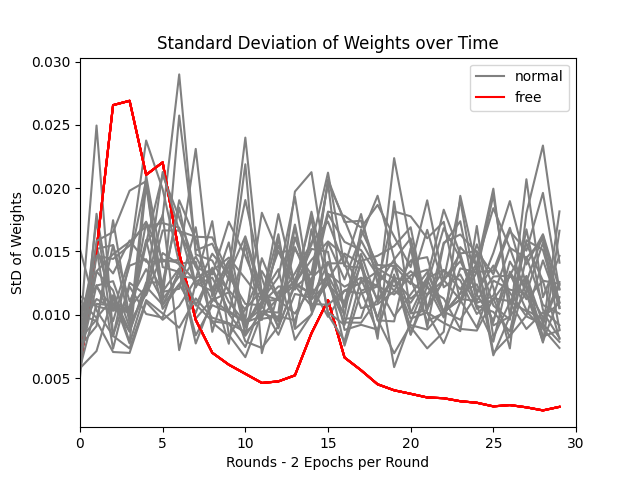 Standard Deviation of Weights over Time
StD of Weights
0.030
0.025
0.020
0.015
0.010
0.005
normal
free
0 5 10 15 20 25 30
Rounds - 2 Epochs per Round